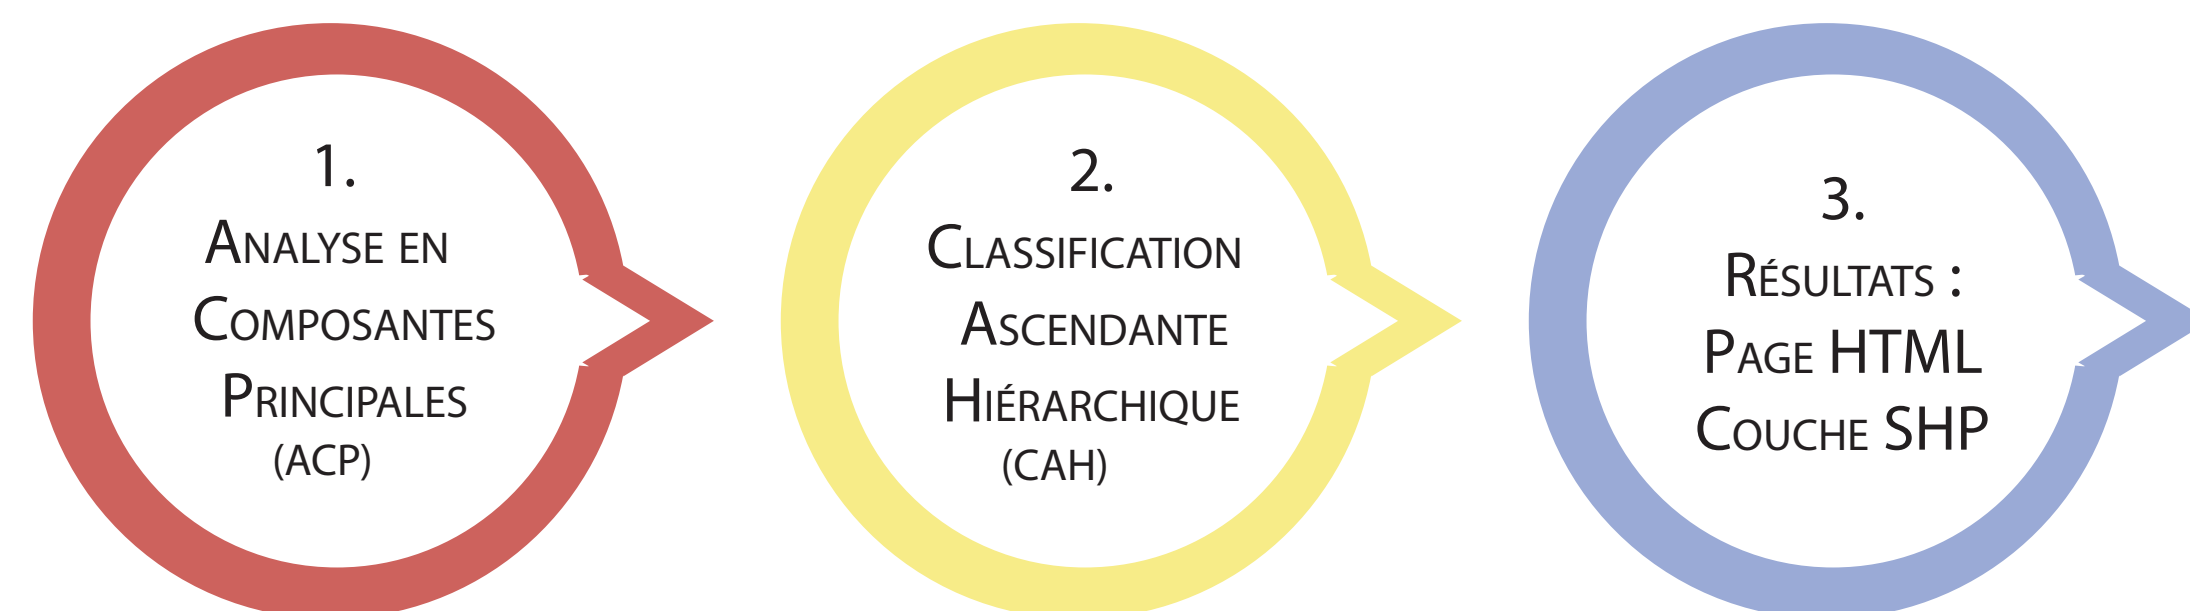 1.
Analyse en
Composantes
Principales
(ACP)
2.
Classification
Ascendante
Hiérarchique
(CAH)
3.
Résultats :
Page HTML
Couche SHP